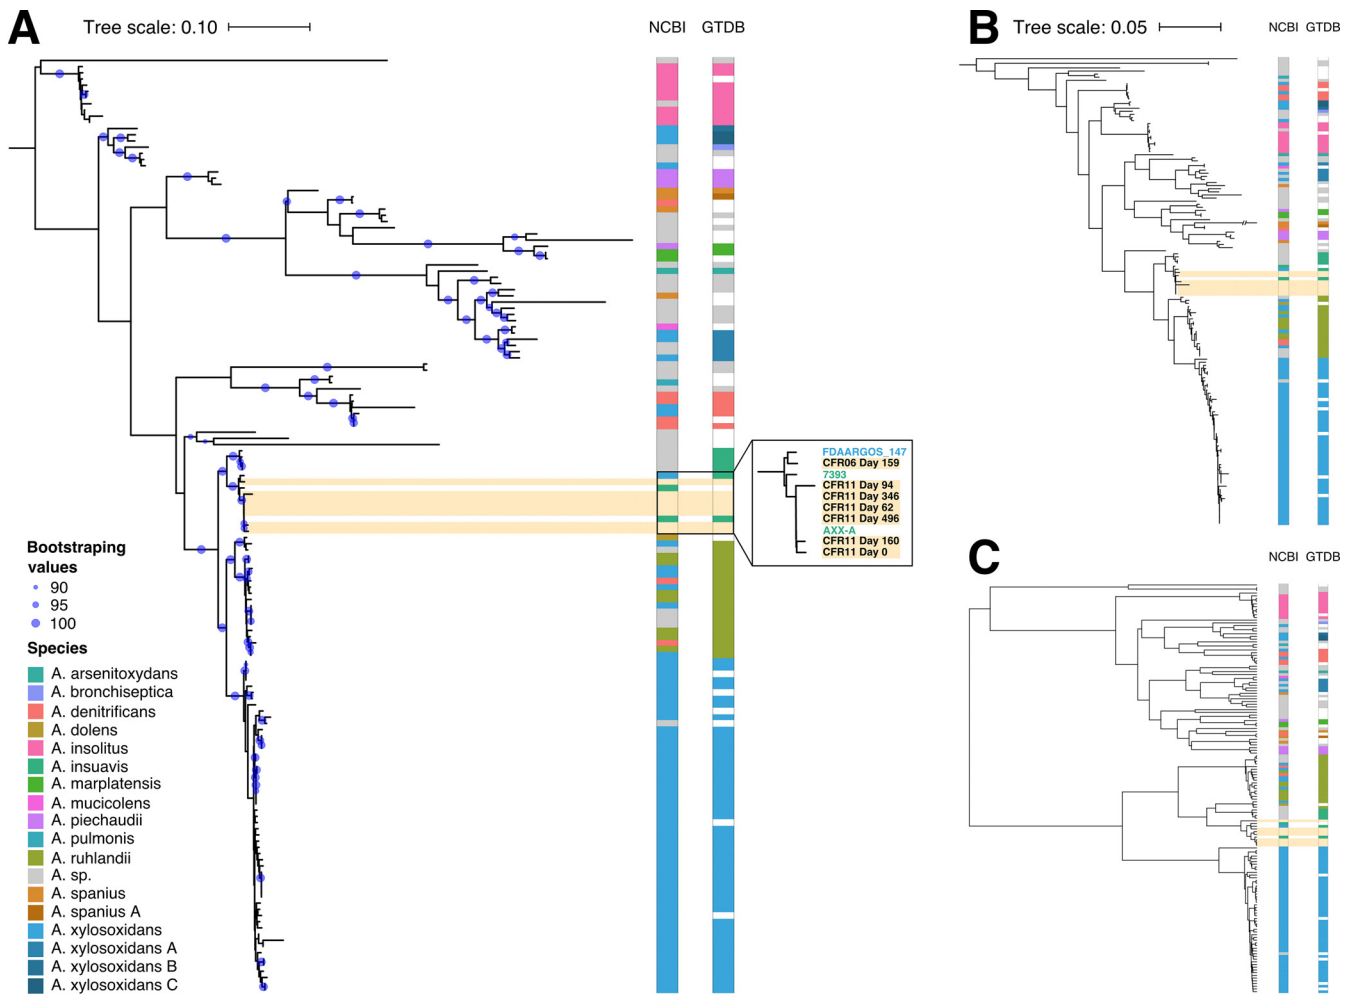 A
Tree scale: 0.10
NCBI GTDB
B
Tree scale: 0.05
NCBI GTDB
FDAARGOS_147
CFR06 Day 159
7393
CFR11 Day 94
CFR11 Day 346
CFR11 Day 62
CFR11 Day 496
AXX-A
CFR11 Day 160
CFR11 Day 0
C
NCBI GTDB
Bootstraping
values
90
95
100
Species
A. arsenitoxydans
A. bronchiseptica
A. denitrificans
A. dolens
A. insolitus
A. insuavis
A. marplatensis
A. mucicolens
A. piechaudii
A. pulmonis
A. ruhlandii
A. sp.
A. spanius
A. spanius A
A. xylosoxidans
A. xylosoxidans A
A. xylosoxidans B
A. xylosoxidans C